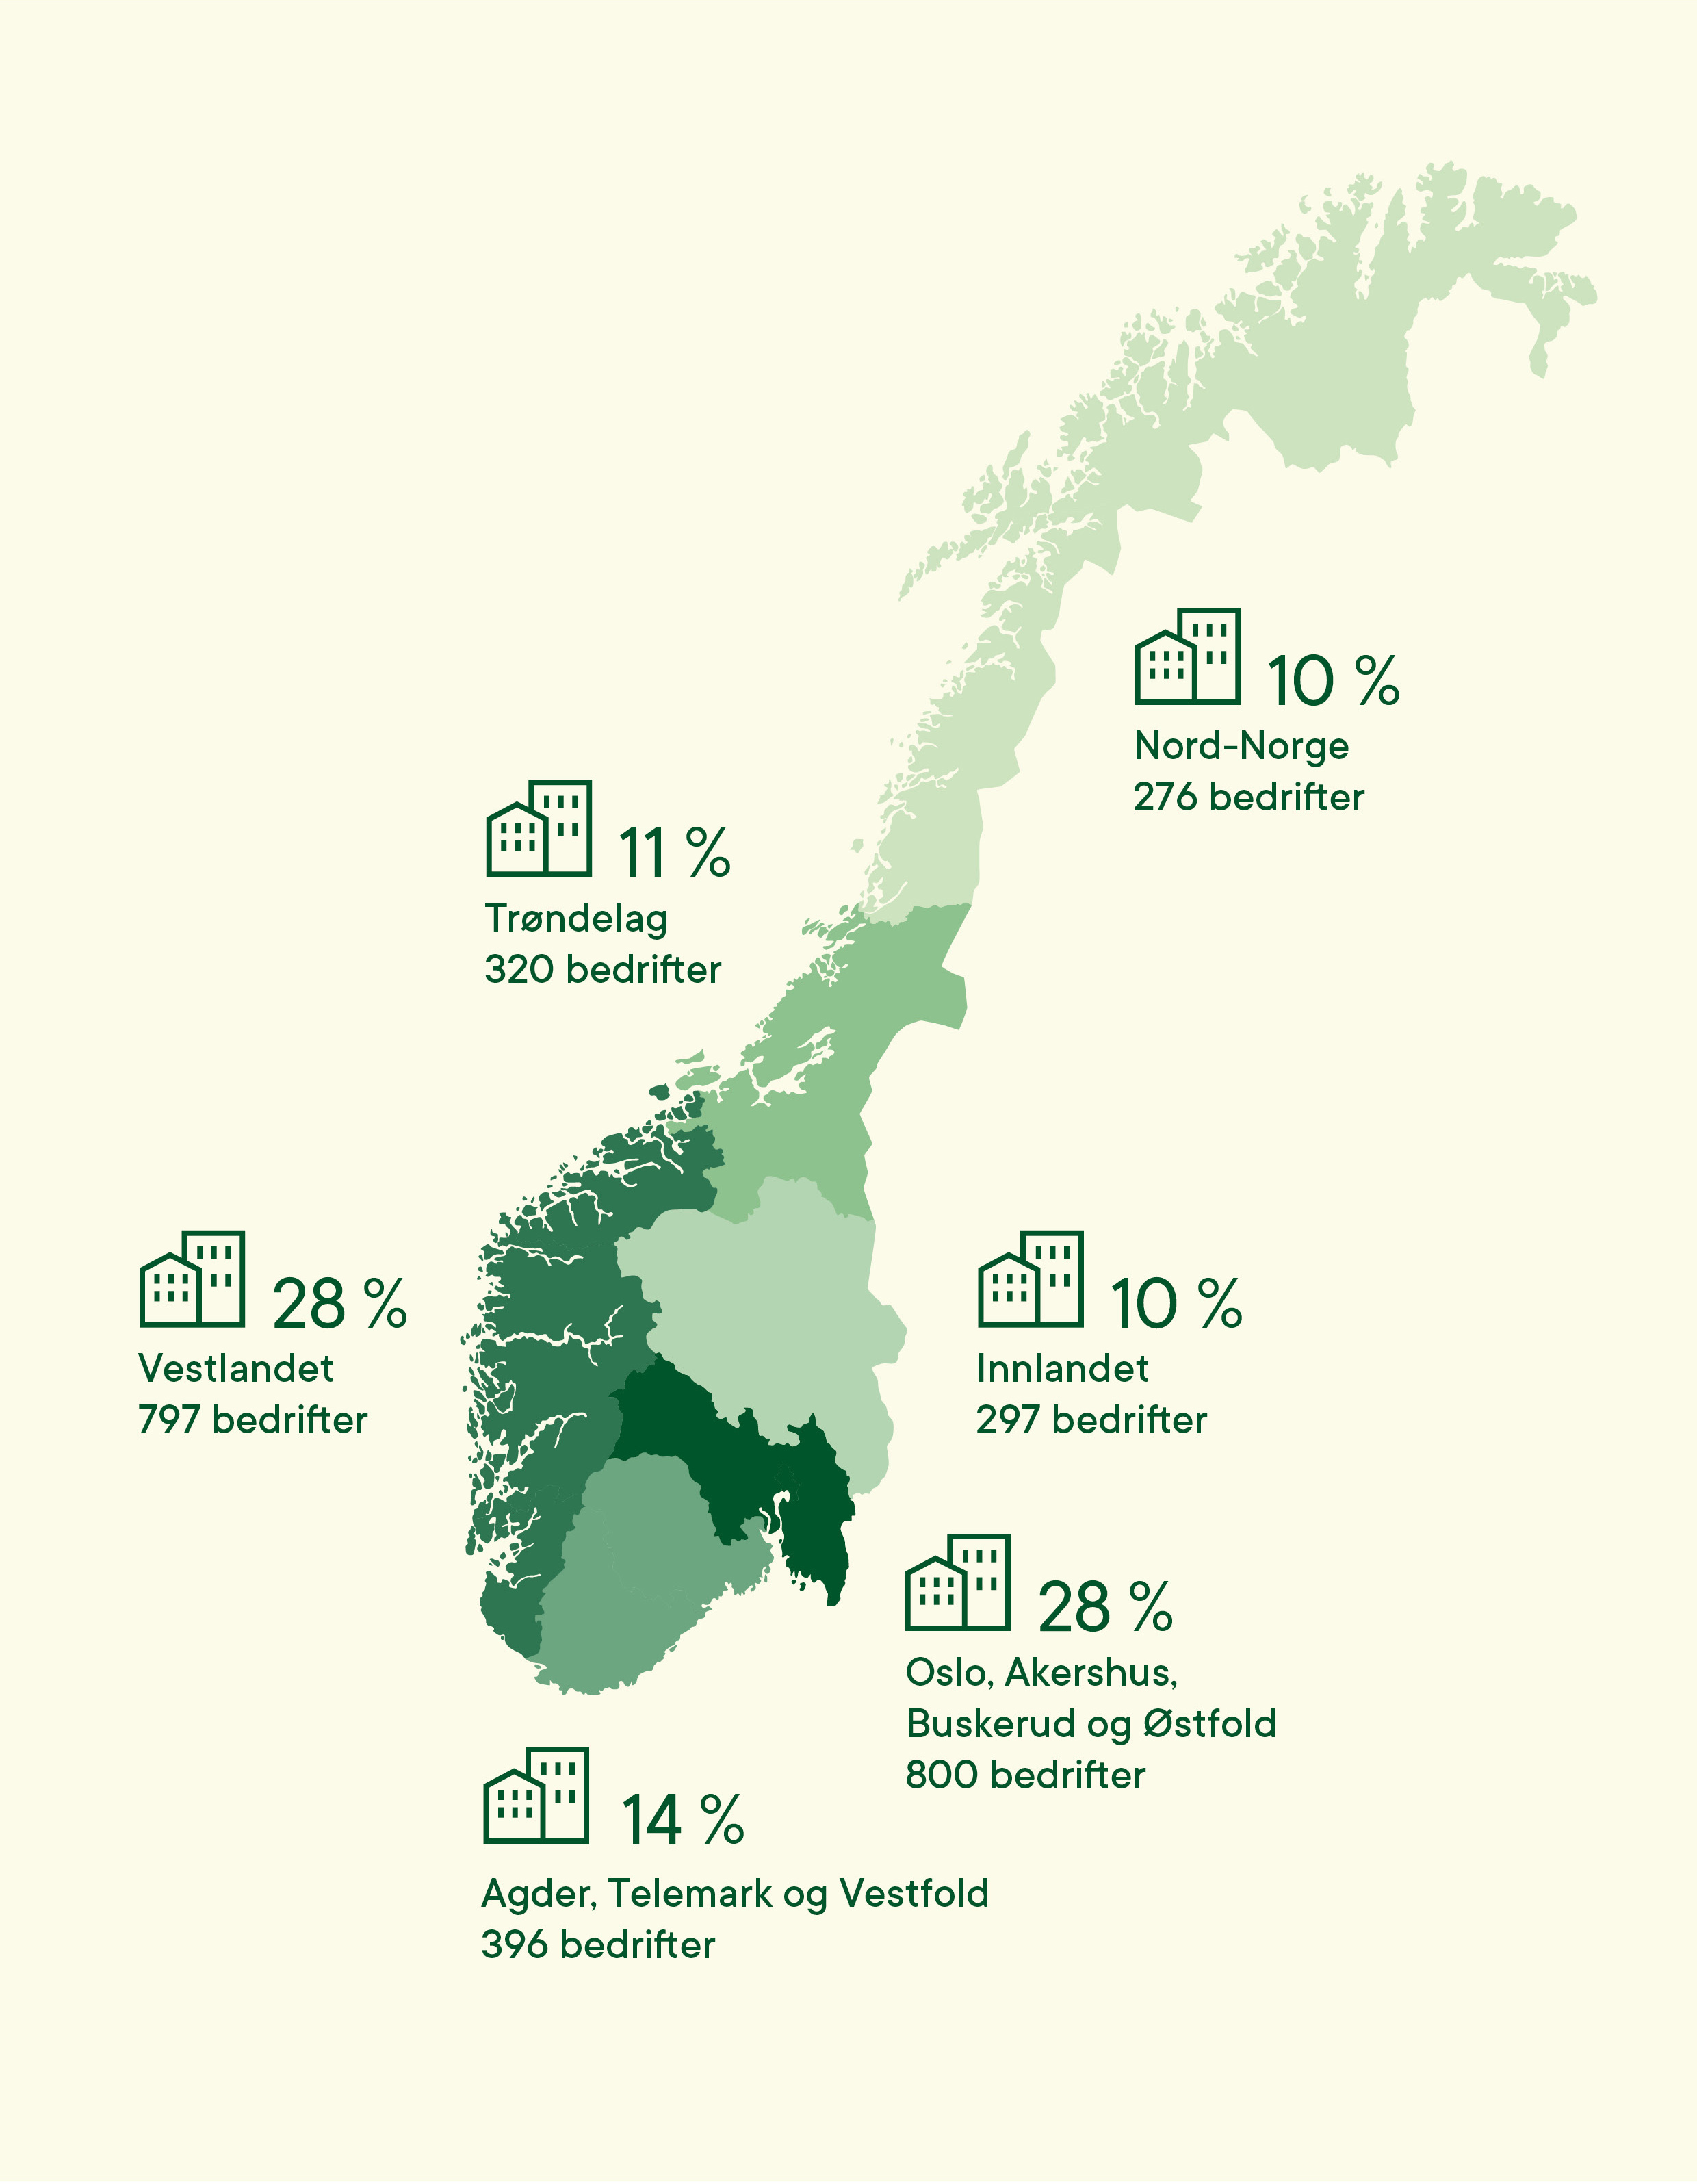 10 %
Nord-Norge
276 bedrifter
11 %
Trøndelag
320 bedrifter
28 %
Vestlandet
797 bedrifter
10 %
Innlandet
297 bedrifter
28 %
Oslo, Akershus,
Buskerud og Østfold
800 bedrifter
14 %
Agder, Telemark og Vestfold
396 bedrifter